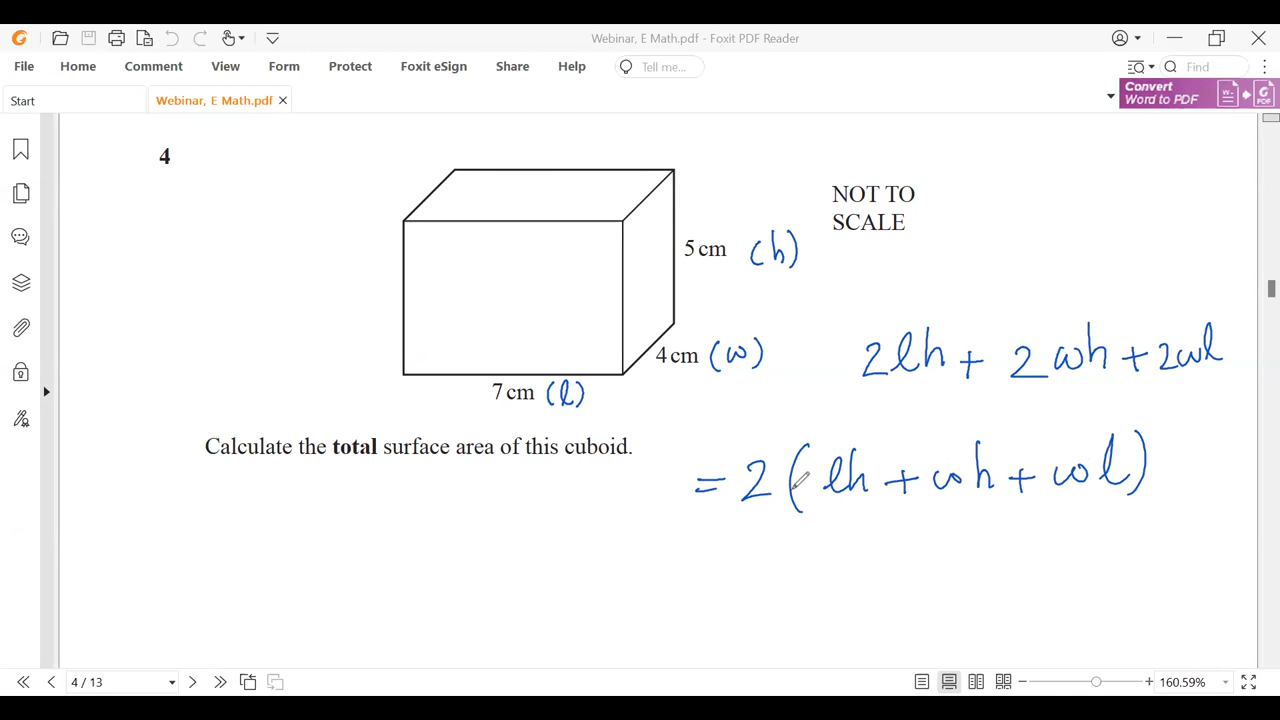 Webinar, E Math.pdf - Foxit PDF Reader
File Home Comment View Form Protect Foxit eSign Share Help Tell me... Find
Start Webinar, E Math.pdf
Convert
Word to PDF
4
NOT TO
SCALE
5 cm (h)
4 cm (w)
7 cm (l)
2lh + 2wh + 2wl
Calculate the total surface area of this cuboid.
= 2 ( lh + wh + wl )
4 / 13 160.59%